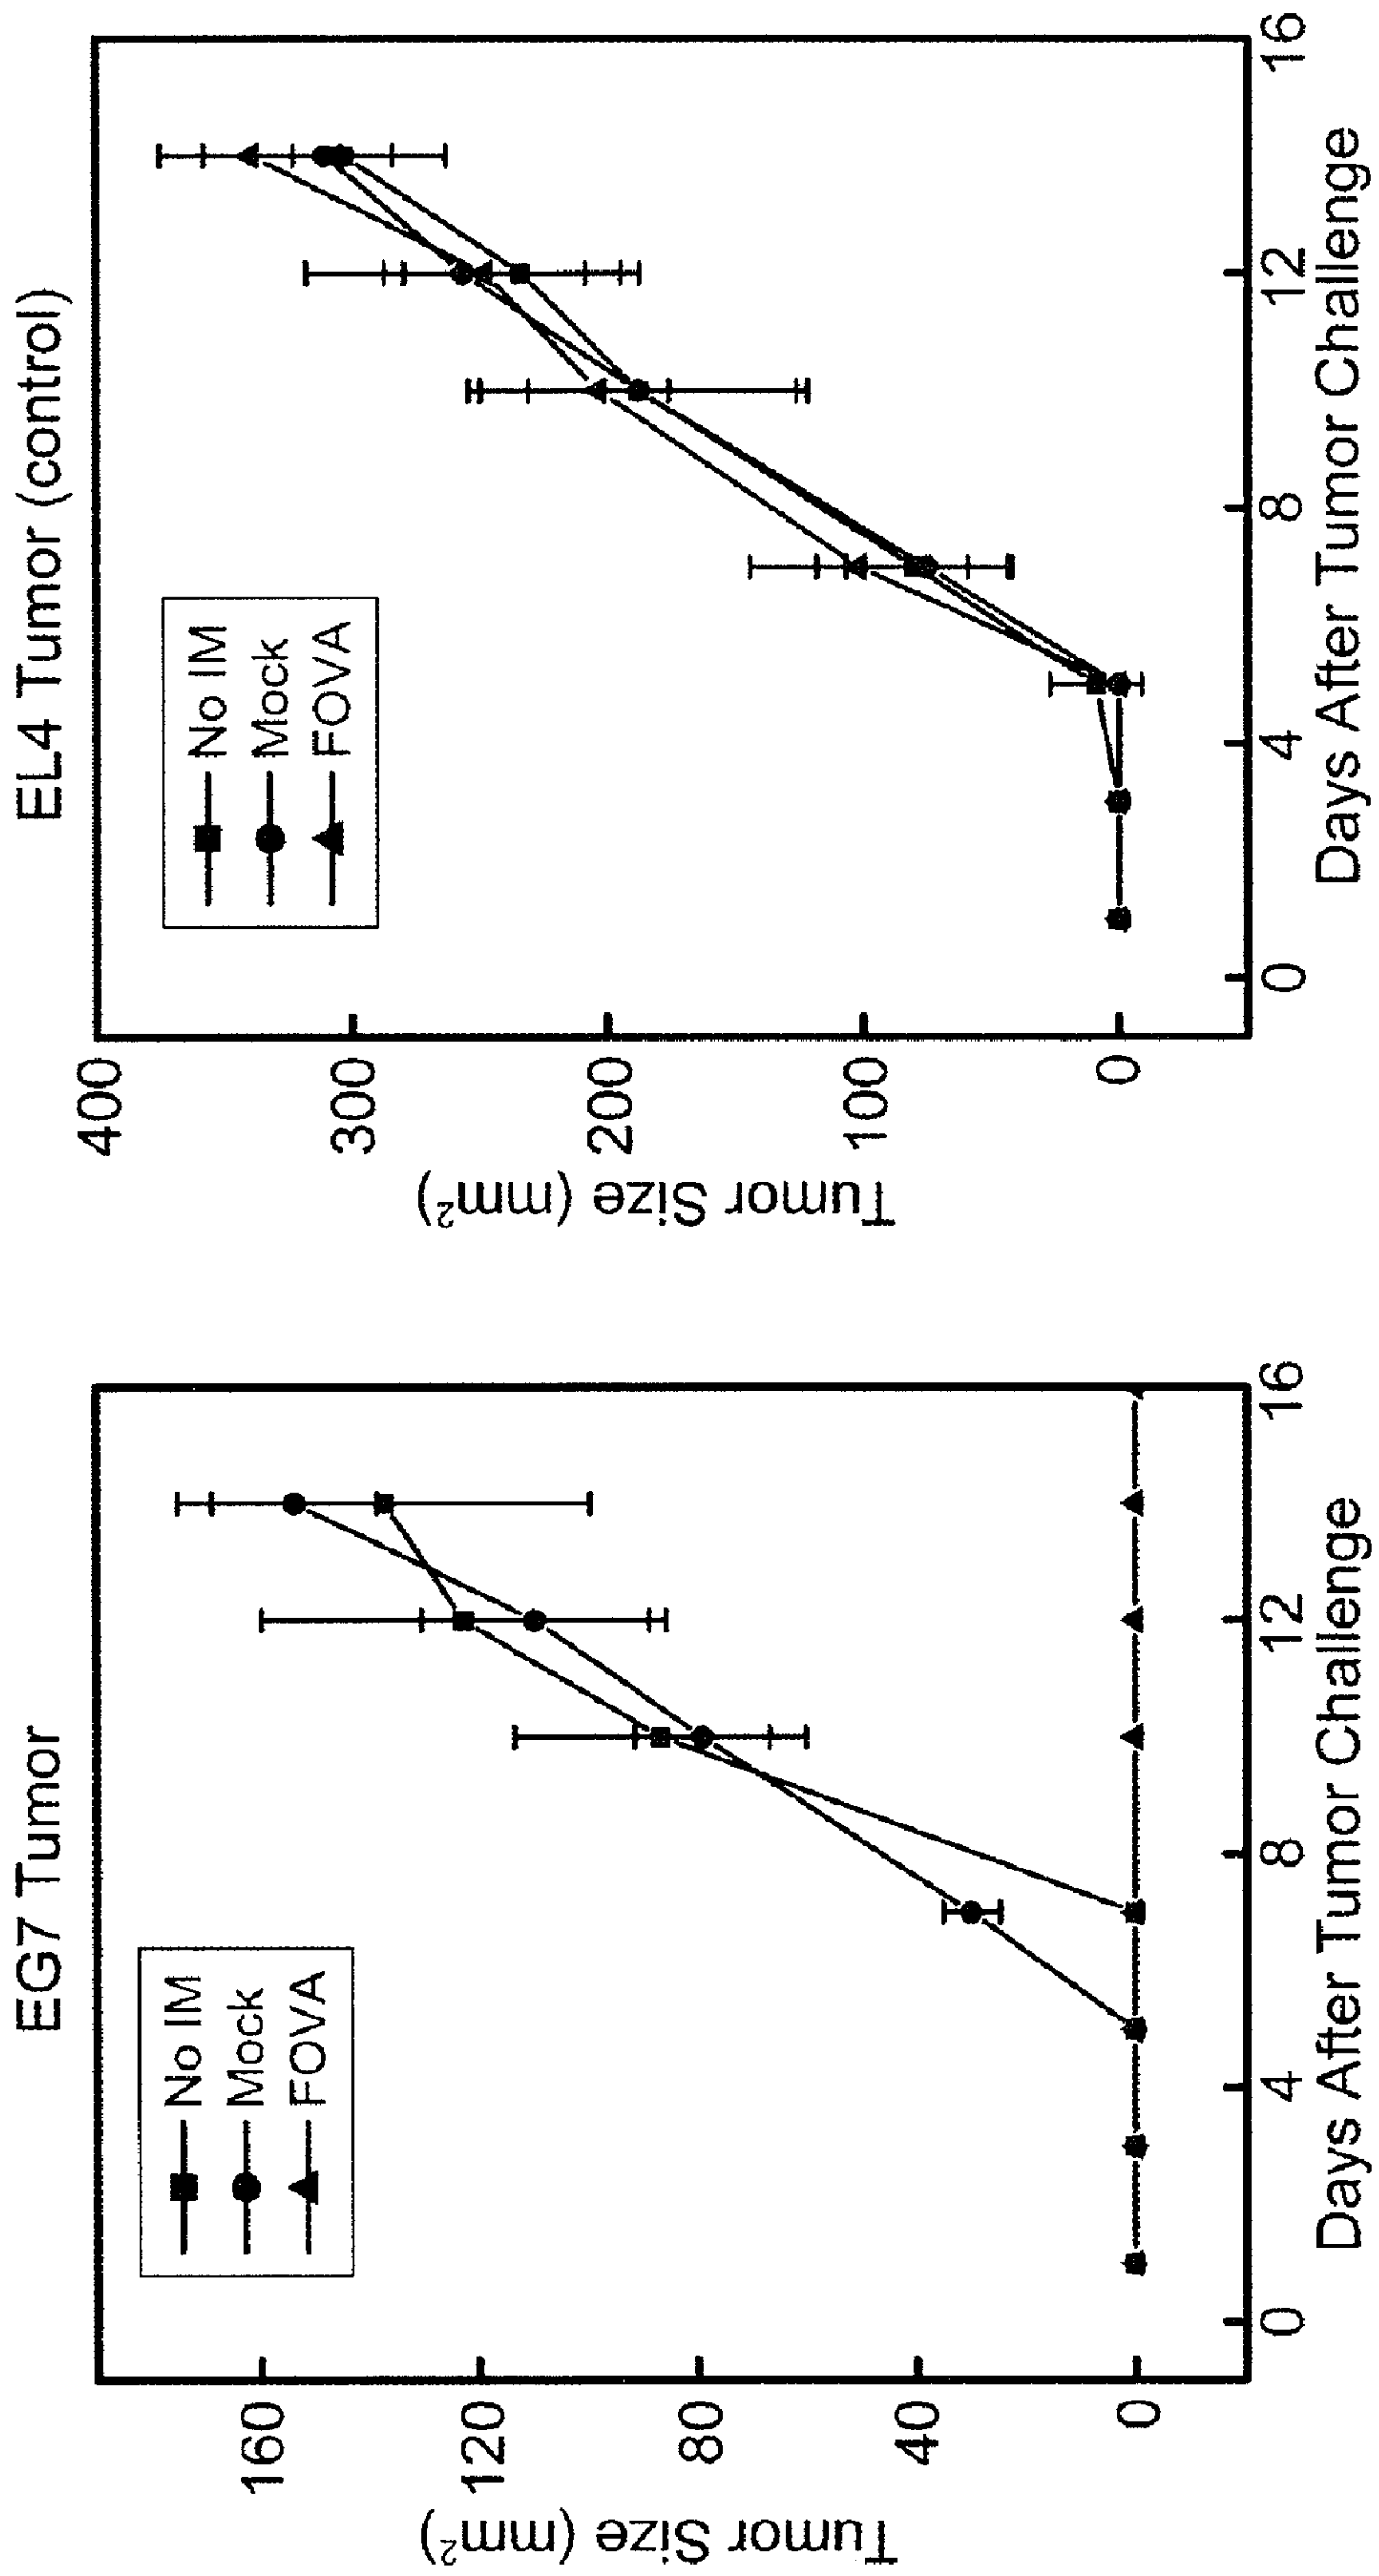 EG7 Tumor
No IM
Mock
FOVA
160
120
80
40
0
Tumor Size (mm²)
0 4 8 12 16
Days After Tumor Challenge
EL4 Tumor (control)
No IM
Mock
FOVA
400
300
200
100
0
Tumor Size (mm²)
0 4 8 12 16
Days After Tumor Challenge